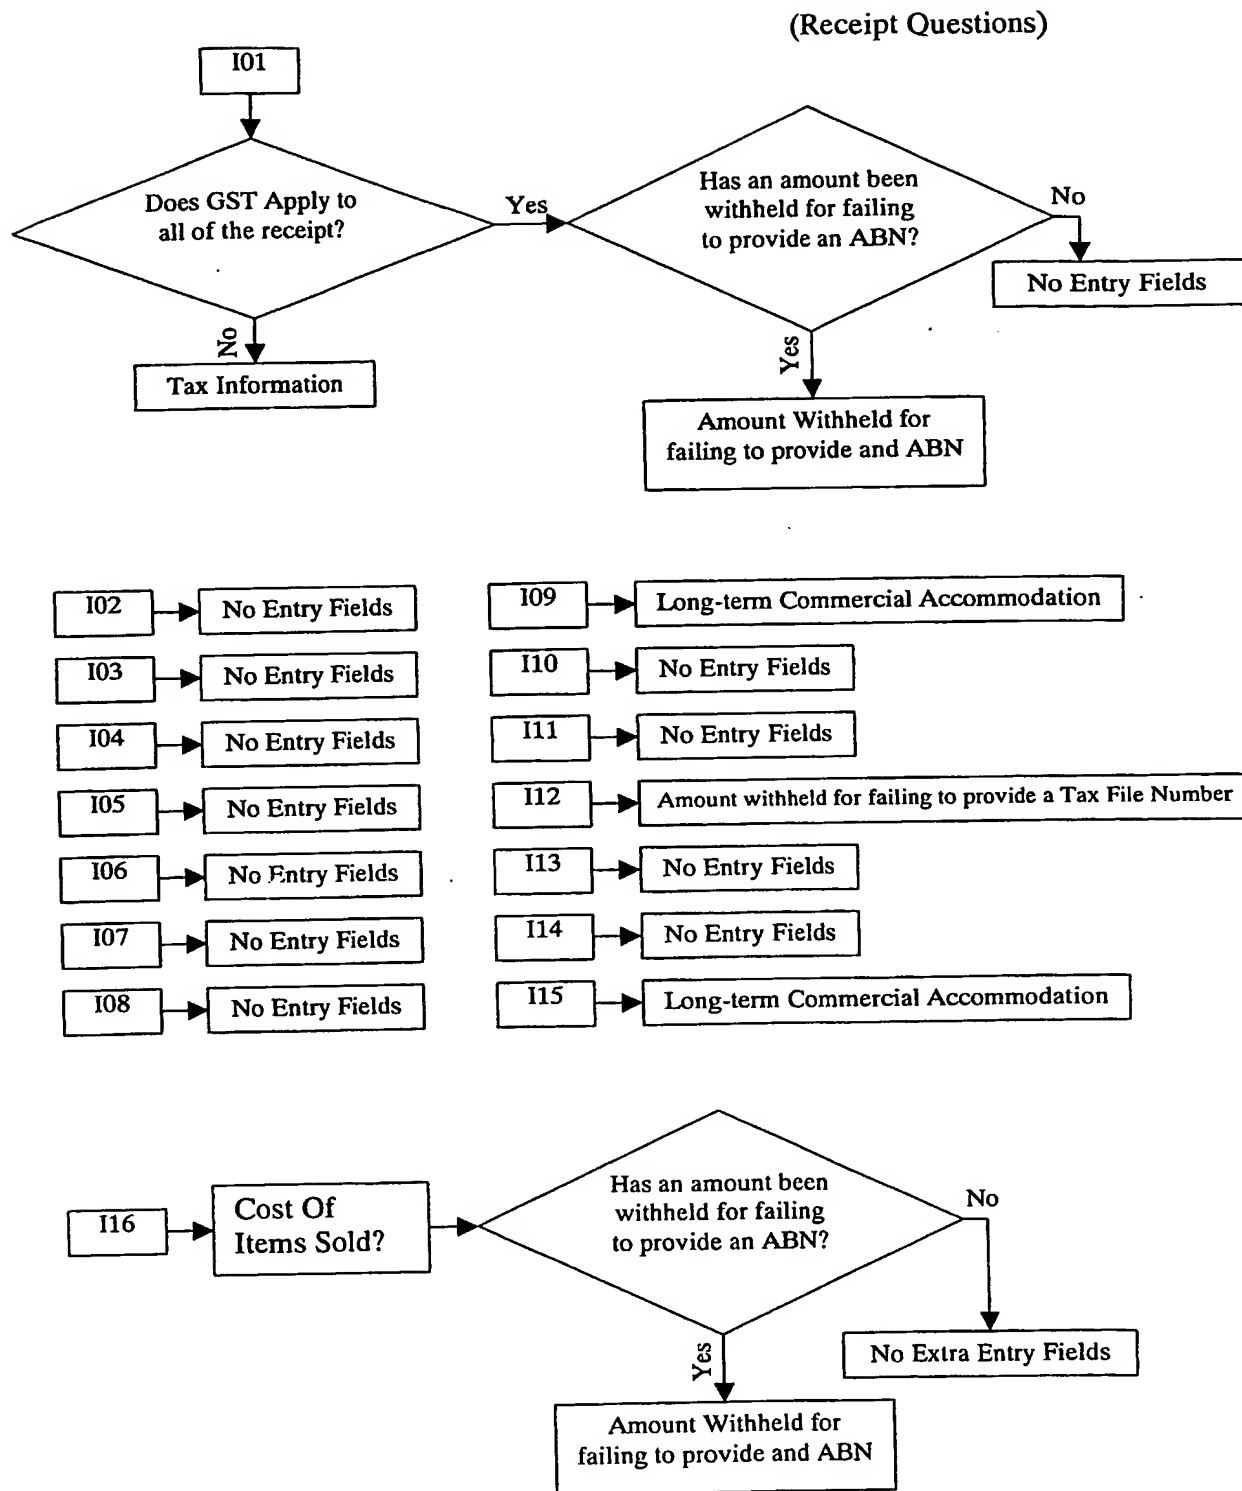 (Receipt Questions)
I01
Does GST Apply to
all of the receipt?
Yes
No
Tax Information
Has an amount been
withheld for failing
to provide an ABN?
No
No Entry Fields
Yes
Amount Withheld for
failing to provide and ABN
I02
No Entry Fields
I03
No Entry Fields
I04
No Entry Fields
I05
No Entry Fields
I06
No Entry Fields
I07
No Entry Fields
I08
No Entry Fields
I09
Long-term Commercial Accommodation
I10
No Entry Fields
I11
No Entry Fields
I12
Amount withheld for failing to provide a Tax File Number
I13
No Entry Fields
I14
No Entry Fields
I15
Long-term Commercial Accommodation
I16
Cost Of
Items Sold?
Has an amount been
withheld for failing
to provide an ABN?
No
No Extra Entry Fields
Yes
Amount Withheld for
failing to provide and ABN